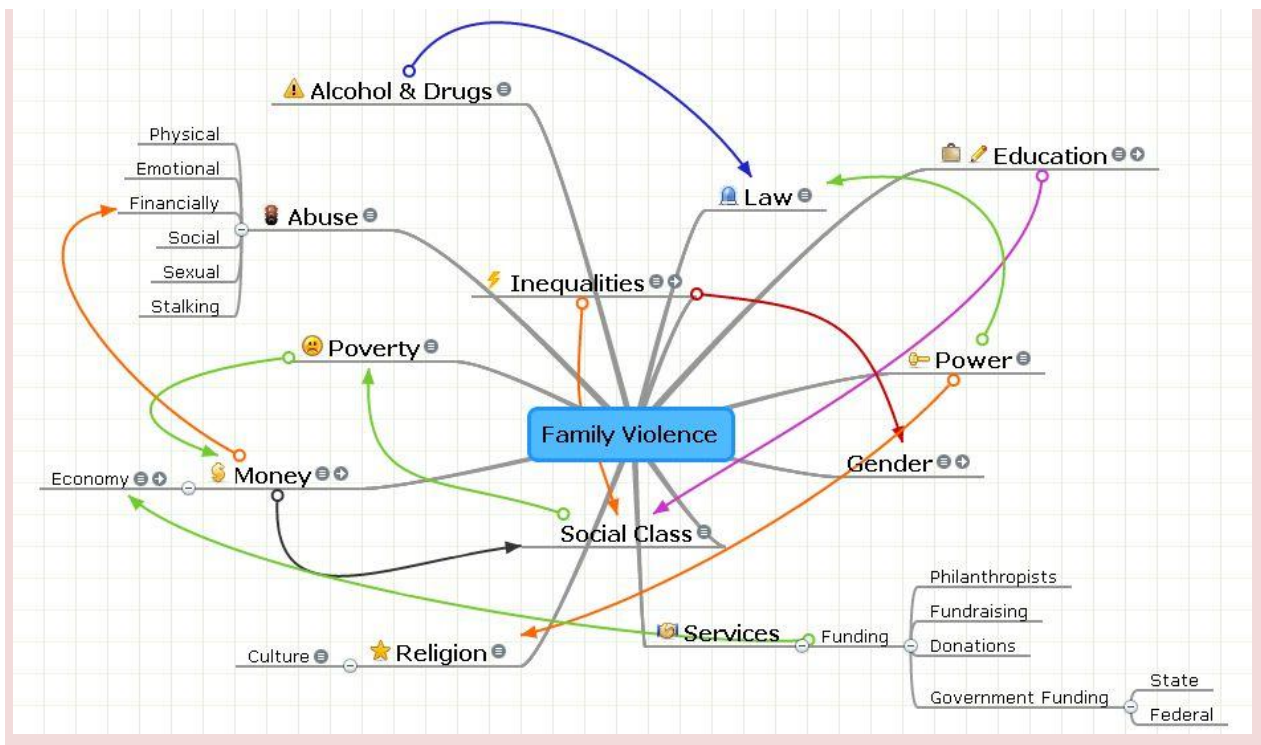 Alcohol & Drugs
Physical
Emotional
Financially
Social
Sexual
Stalking
Abuse
Education
Law
Inequalities
Poverty
Power
Family Violence
Gender
Economy
Money
Social Class
Philanthropists
Fundraising
Donations
Government Funding
State
Federal
Services
Funding
Culture
Religion